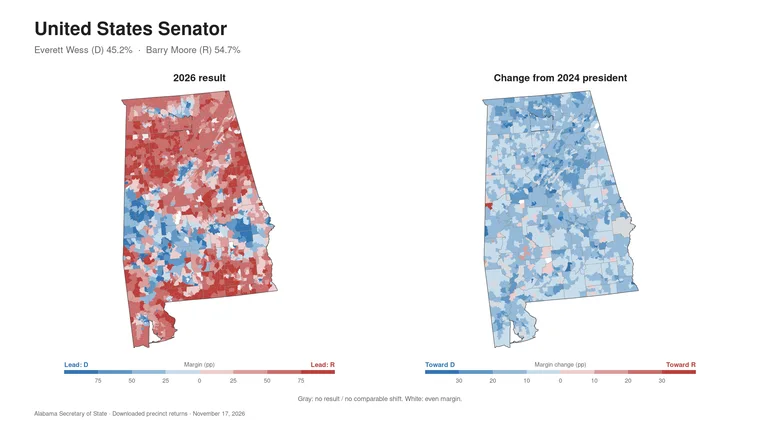 United States Senator
Everett Wess (D) 45.2% · Barry Moore (R) 54.7%
2026 result
Change from 2024 president
Lead: D
Margin (pp)
Lead: R
75 50 25 0 25 50 75
Toward D
Margin change (pp)
Toward R
30 20 10 0 10 20 30
Gray: no result / no comparable shift. White: even margin.
Alabama Secretary of State · Downloaded precinct returns · November 17, 2026